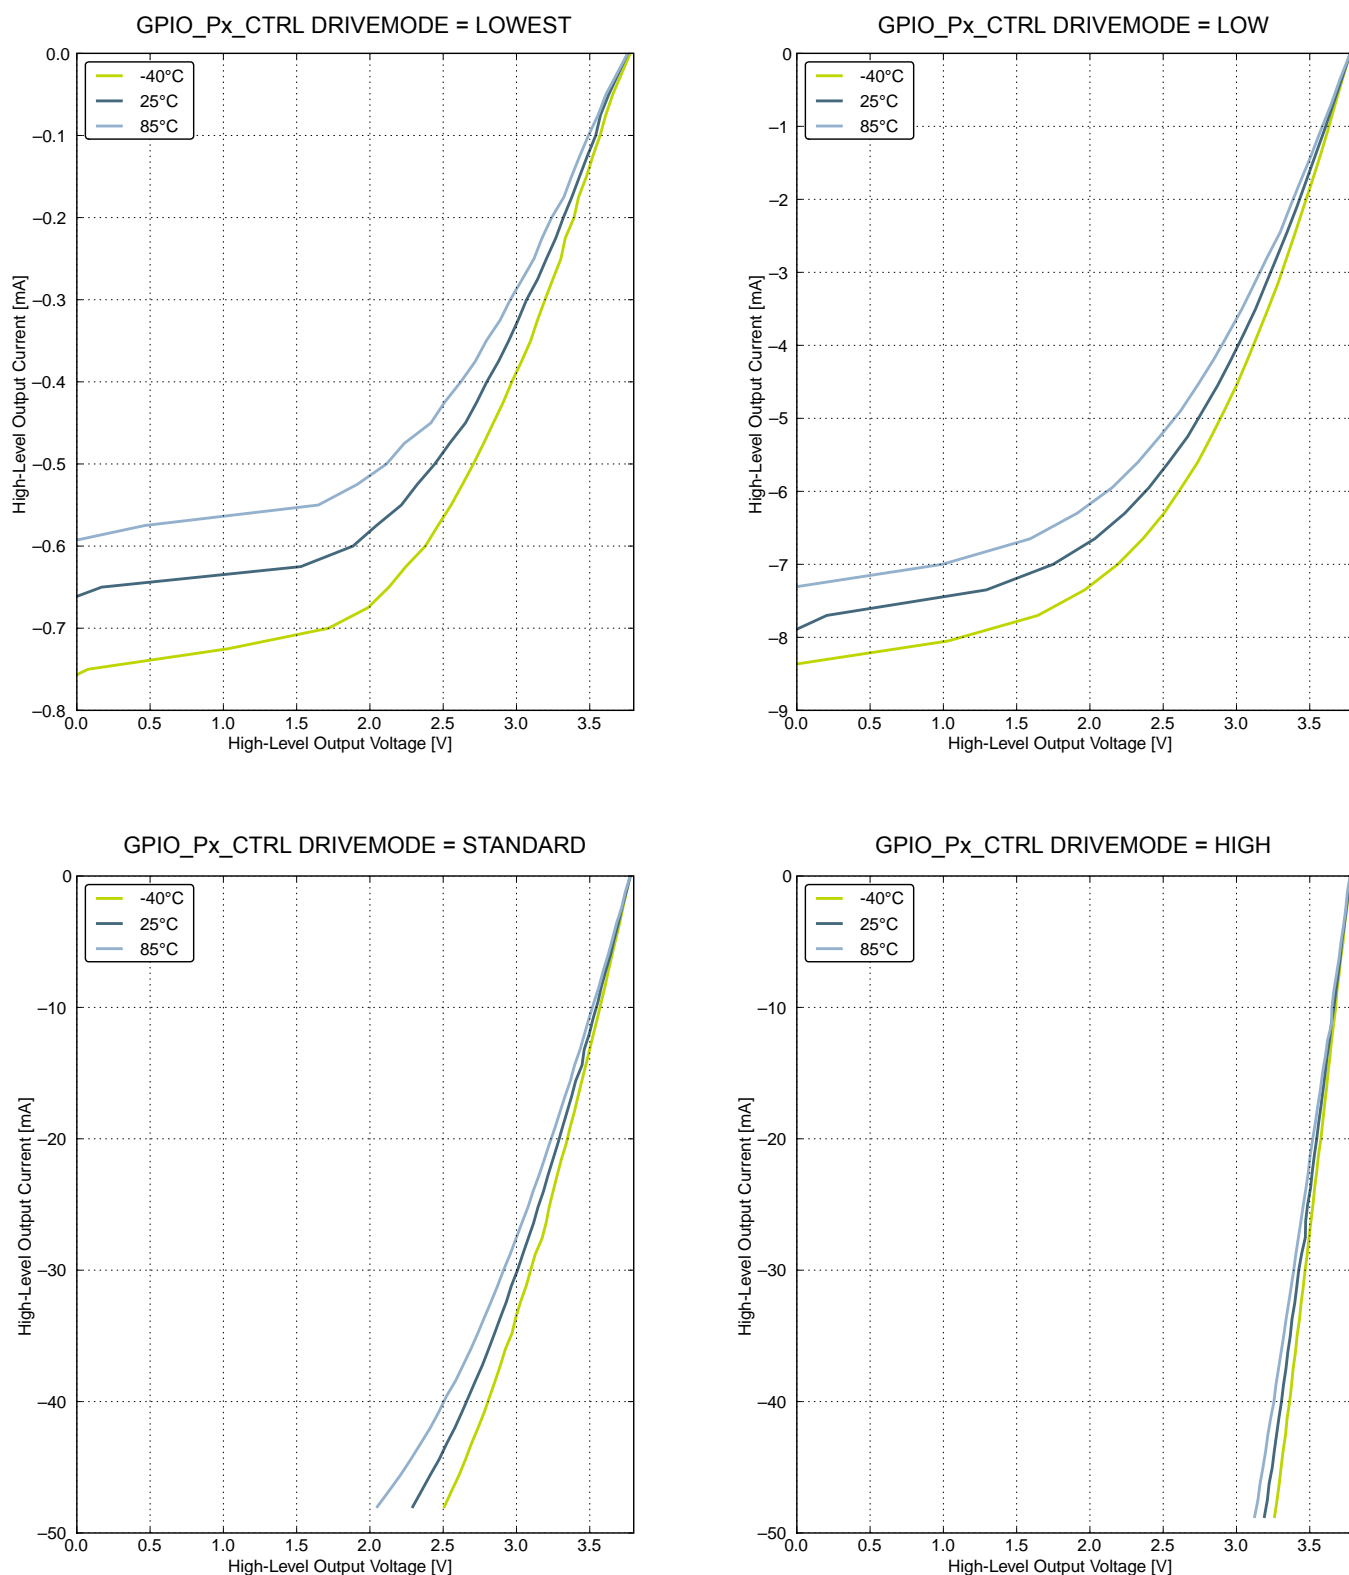 GPIO_Px_CTRL DRIVEMODE = LOWEST
0.0
–0.1
–0.2
–0.3
–0.4
–0.5
–0.6
–0.7
–0.8
High-Level Output Current [mA]
-40°C
25°C
85°C
0.0 0.5 1.0 1.5 2.0 2.5 3.0 3.5
High-Level Output Voltage [V]
GPIO_Px_CTRL DRIVEMODE = LOW
0
–1
–2
–3
–4
–5
–6
–7
–8
–9
High-Level Output Current [mA]
-40°C
25°C
85°C
0.0 0.5 1.0 1.5 2.0 2.5 3.0 3.5
High-Level Output Voltage [V]
GPIO_Px_CTRL DRIVEMODE = STANDARD
0
–10
–20
–30
–40
–50
High-Level Output Current [mA]
-40°C
25°C
85°C
0.0 0.5 1.0 1.5 2.0 2.5 3.0 3.5
High-Level Output Voltage [V]
GPIO_Px_CTRL DRIVEMODE = HIGH
0
–10
–20
–30
–40
–50
High-Level Output Current [mA]
-40°C
25°C
85°C
0.0 0.5 1.0 1.5 2.0 2.5 3.0 3.5
High-Level Output Voltage [V]